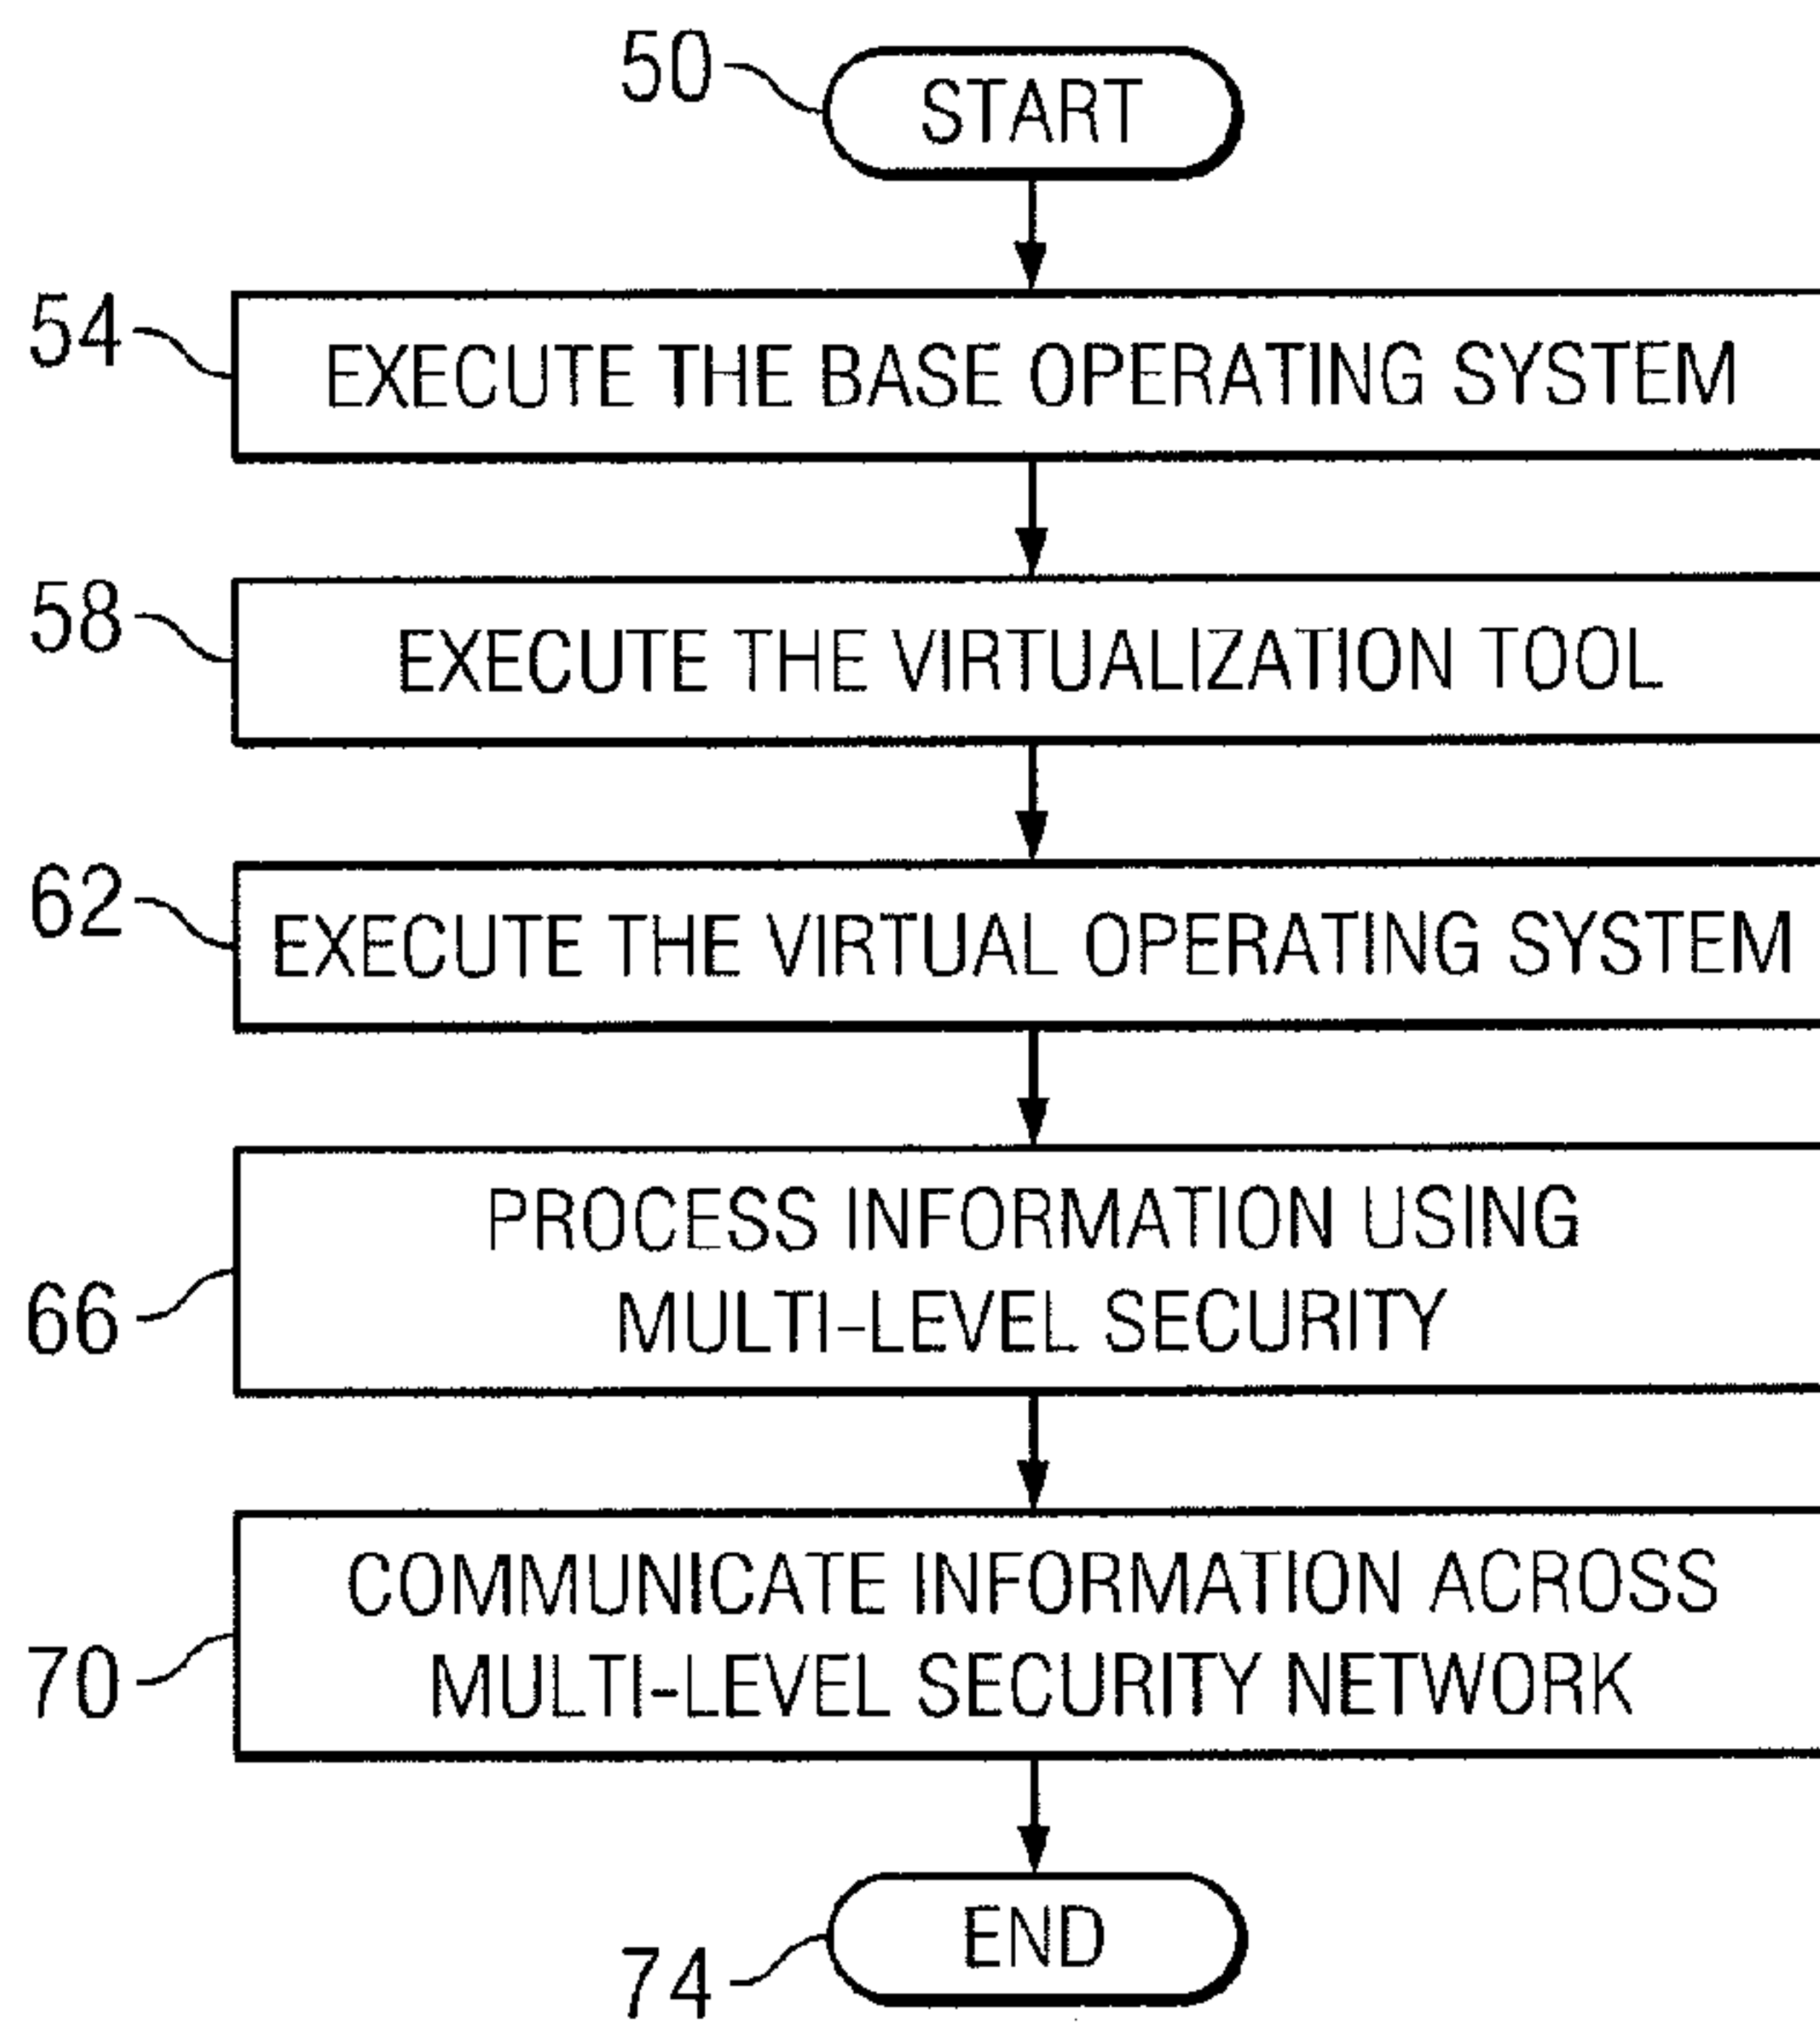 50
START
54
EXECUTE THE BASE OPERATING SYSTEM
58
EXECUTE THE VIRTUALIZATION TOOL
62
EXECUTE THE VIRTUAL OPERATING SYSTEM
66
PROCESS INFORMATION USING
MULTI-LEVEL SECURITY
70
COMMUNICATE INFORMATION ACROSS
MULTI-LEVEL SECURITY NETWORK
74
END